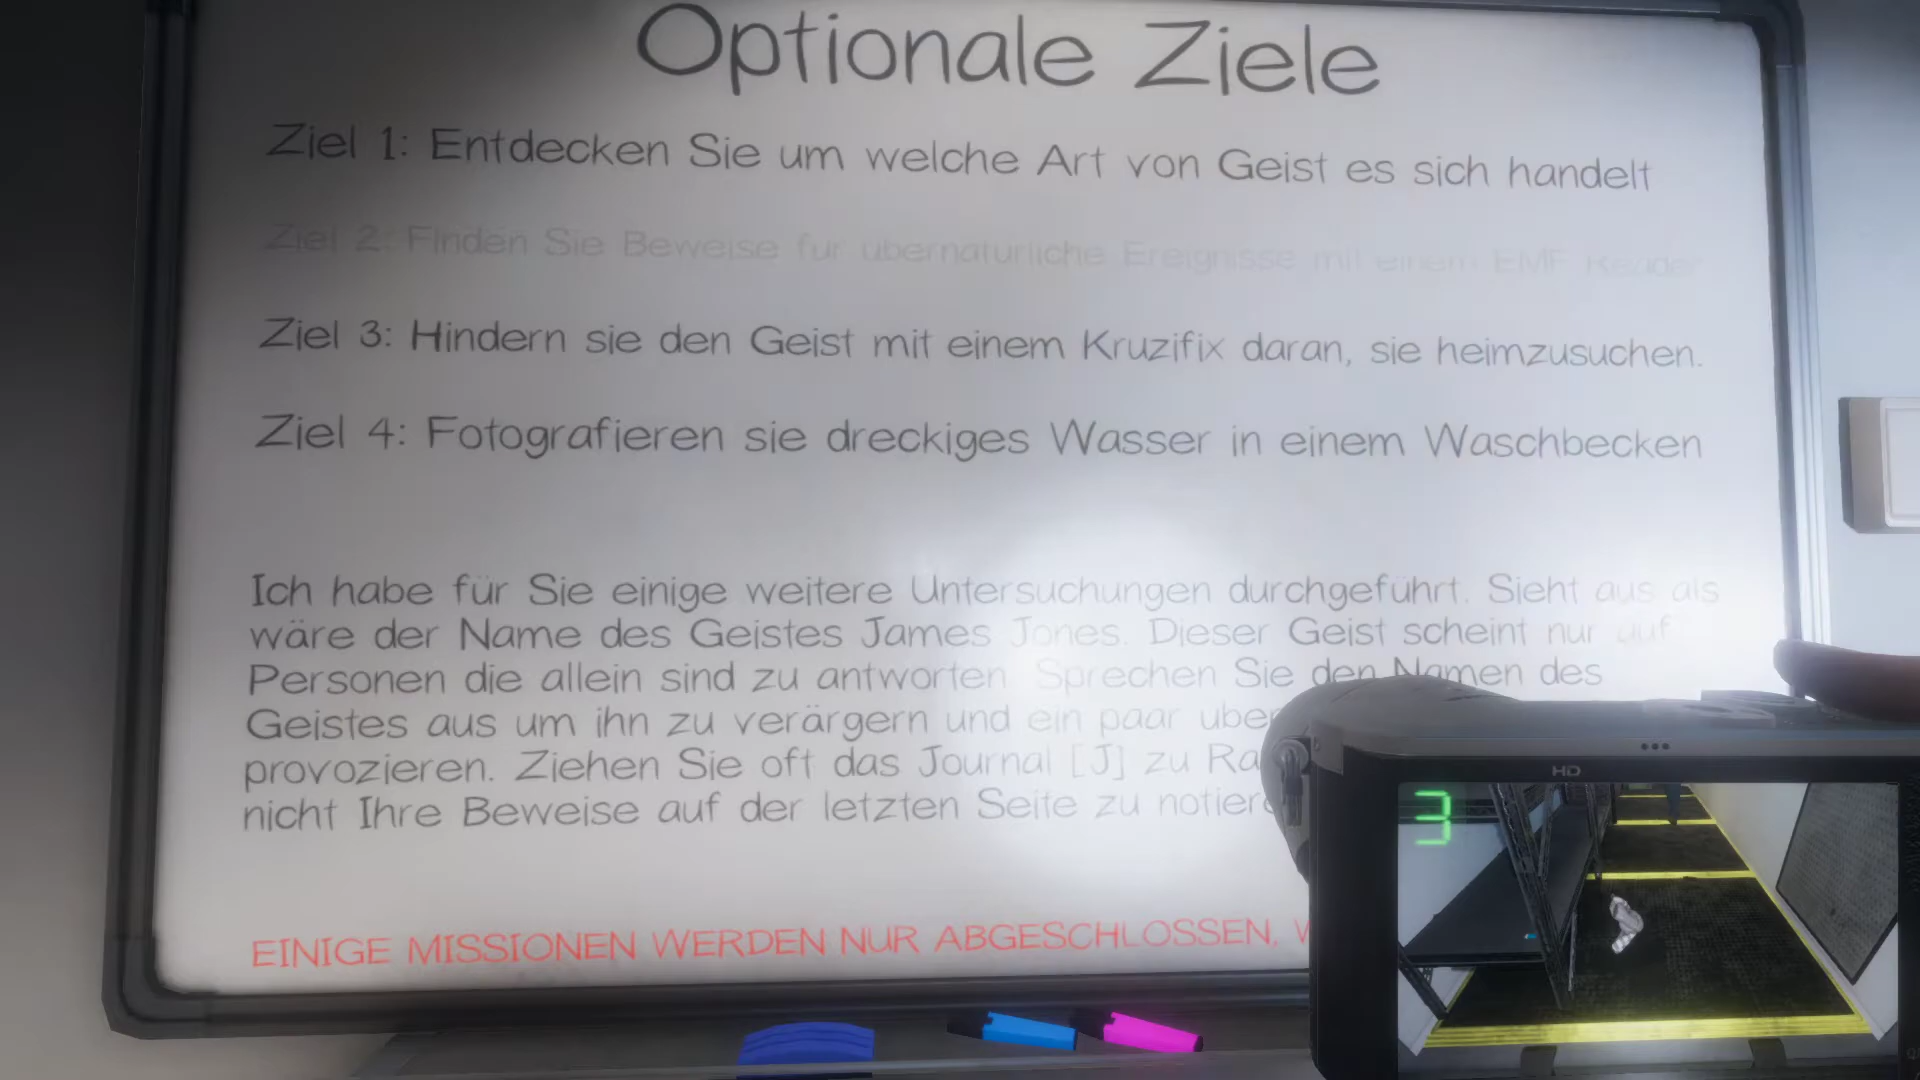 Optionale Ziele
Ziel 1: Entdecken Sie um welche Art von Geist es sich handelt
Ziel 2: Finden Sie Beweise für übernatürliche Ereignisse mit einem EMF Reader
Ziel 3: Hindern sie den Geist mit einem Kruzifix daran, sie heimzusuchen.
Ziel 4: Fotografieren sie dreckiges Wasser in einem Waschbecken
Ich habe für Sie einige weitere Untersuchungen durchgeführt. Sieht aus als
wäre der Name des Geistes James Jones. Dieser Geist scheint nur auf
Personen die allein sind zu antworten. Sprechen Sie den Namen des
Geistes aus um ihn zu verärgern und ein paar
provozieren. Ziehen Sie oft das Journal [J] zu
nicht Ihre Beweise auf der letzten Seite zu
EINIGE MISSIONEN WERDEN NUR ABGESCHLOSSEN,
HD
3